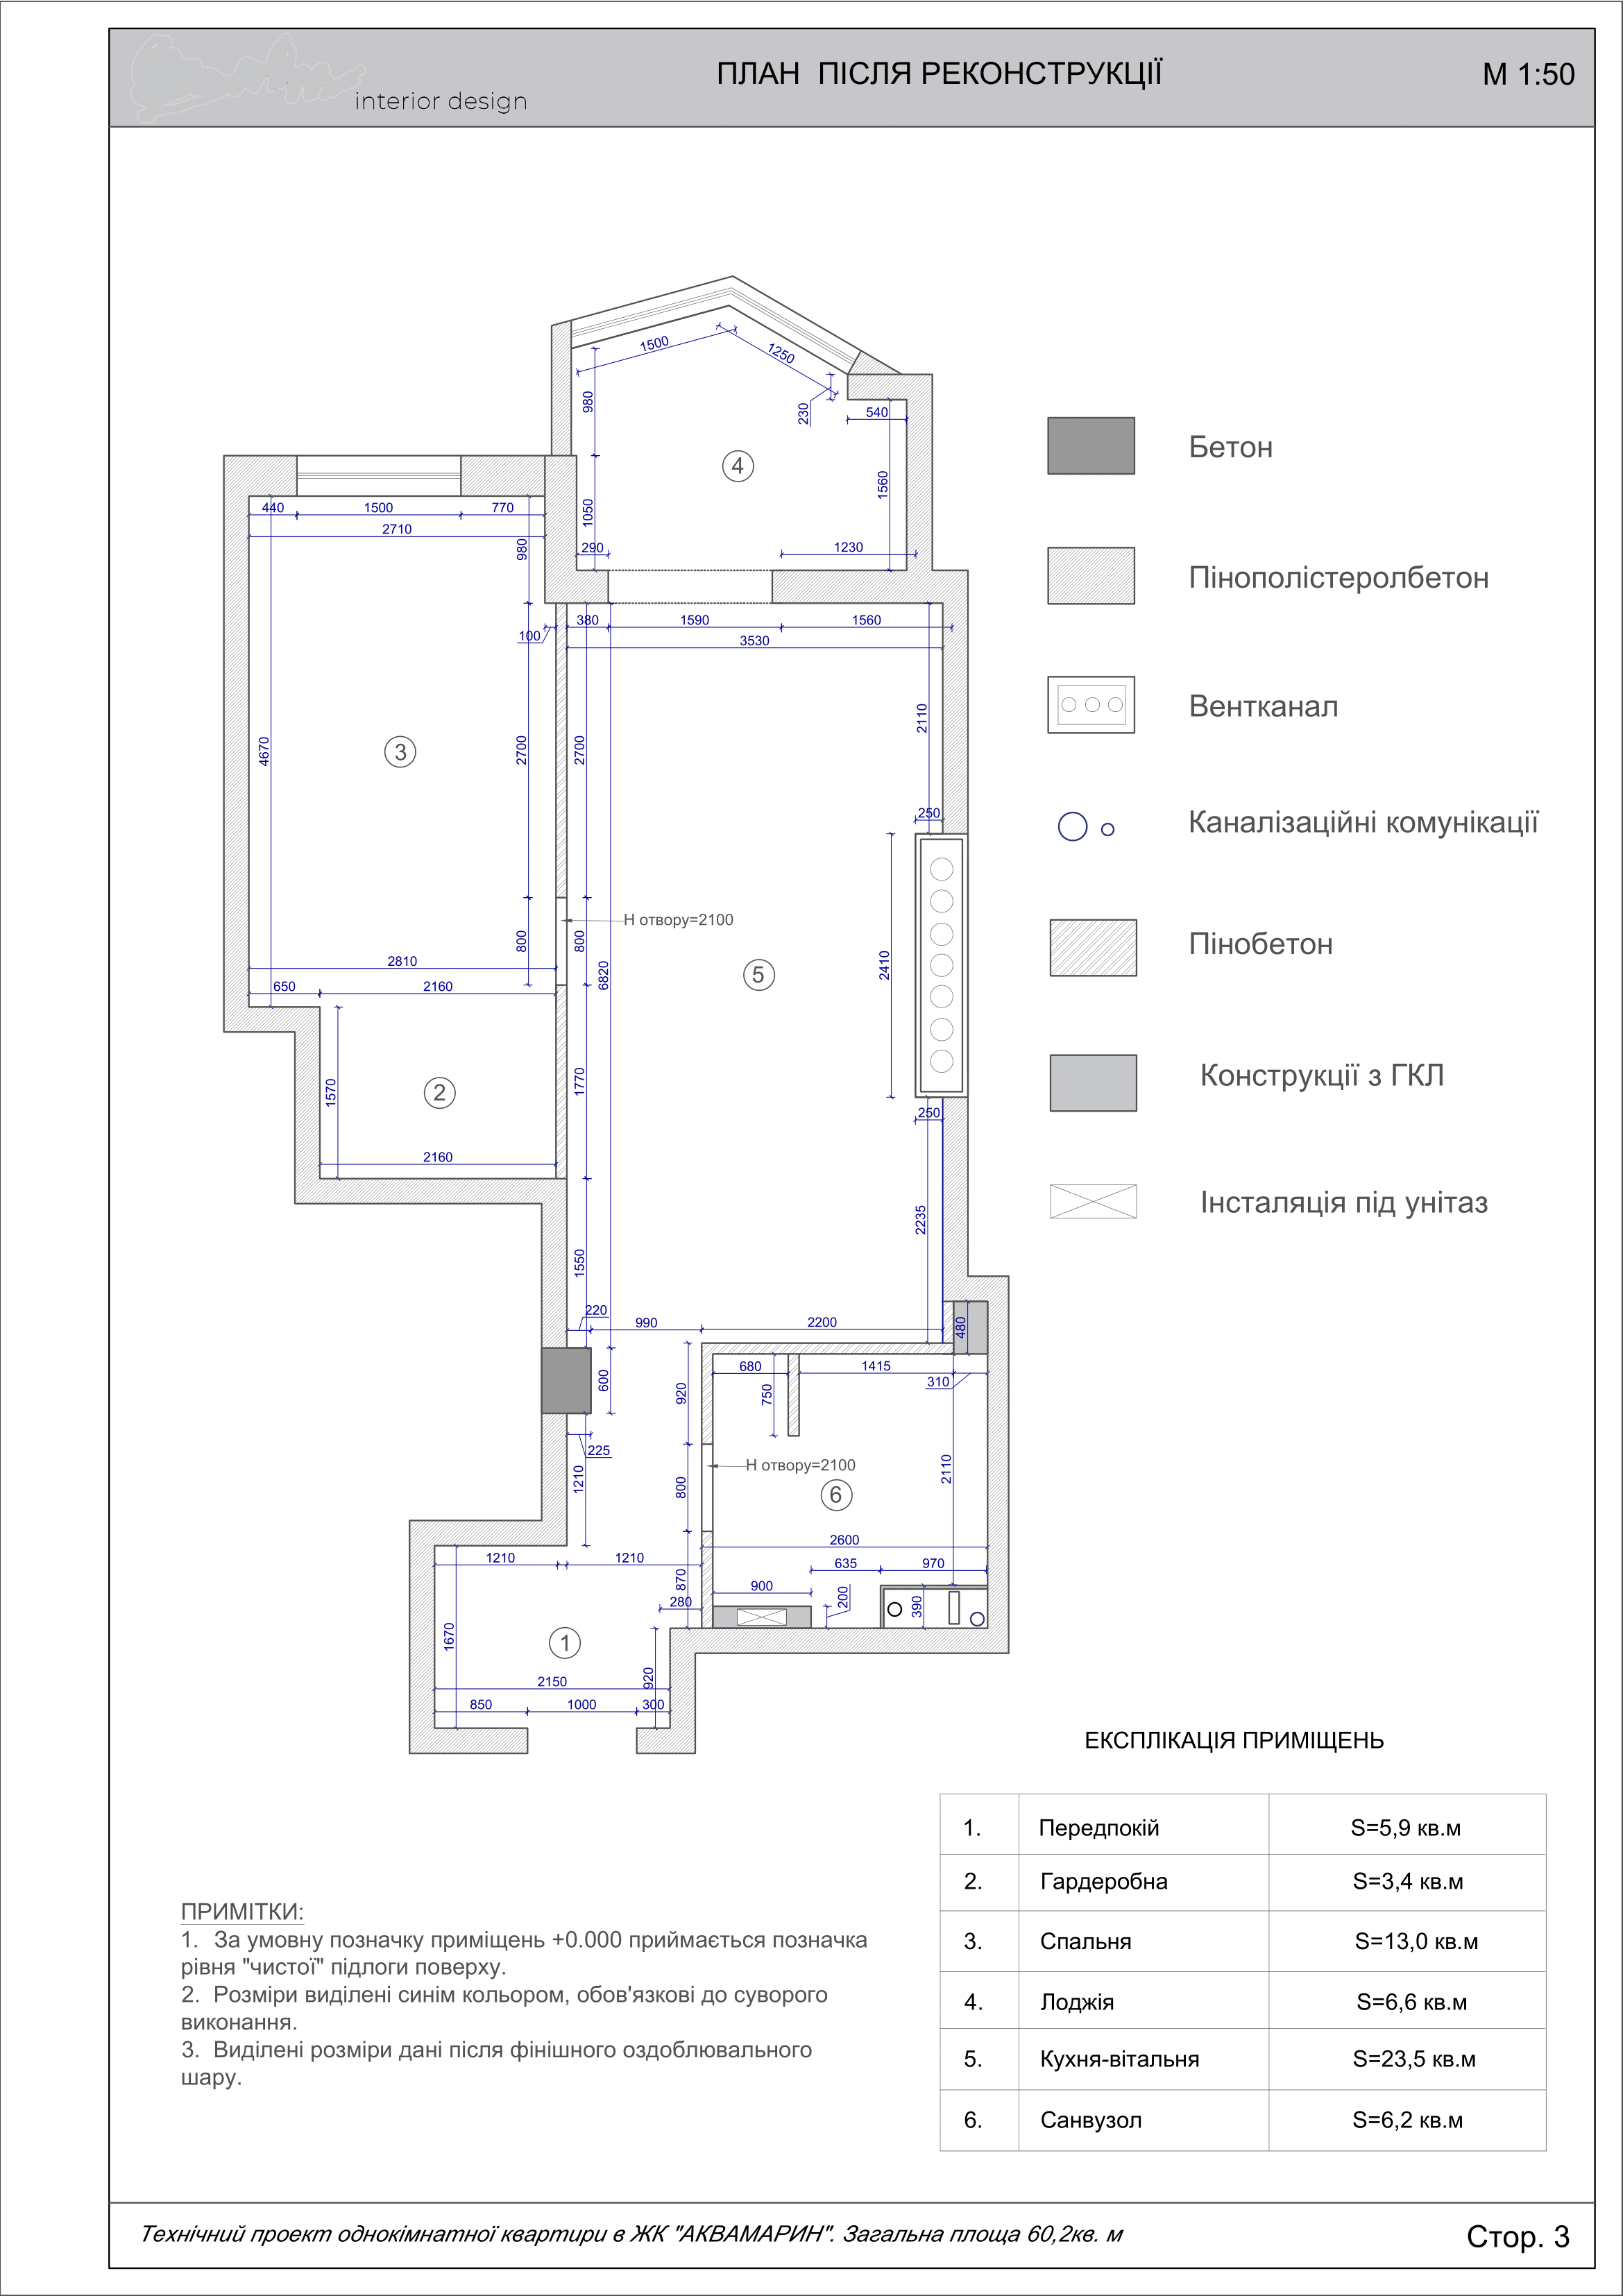 interior design
ПЛАН ПІСЛЯ РЕКОНСТРУКЦІЇ
М 1:50
1500
1250
980
230
540
4
1560
1050
290
1230
440
1500
770
2710
980
100
380
1590
1560
3530
2110
4670
3
2700
2700
250
Н отвору=2100
800
800
6820
5
2410
2810
650
2160
1570
2
1770
250
2160
2235
1550
220
990
2200
480
600
920
680
750
1415
310
225
1210
Н отвору=2100
800
6
2110
2600
1210
1210
635
970
870
900
280
200
390
1670
1
920
2150
850
1000
300
Бетон
Пінополістеролбетон
Вентканал
Каналізаційні комунікації
Пінобетон
Конструкції з ГКЛ
Інсталяція під унітаз
ЕКСПЛІКАЦІЯ ПРИМІЩЕНЬ
1. Передпокій S=5,9 кв.м
2. Гардеробна S=3,4 кв.м
3. Спальня S=13,0 кв.м
4. Лоджія S=6,6 кв.м
5. Кухня-вітальня S=23,5 кв.м
6. Санвузол S=6,2 кв.м
ПРИМІТКИ:
1. За умовну позначку приміщень +0.000 приймається позначка
рівня "чистої" підлоги поверху.
2. Розміри виділені синім кольором, обов'язкові до суворого
виконання.
3. Виділені розміри дані після фінішного оздоблювального
шару.
Технічний проект однокімнатної квартири в ЖК "АКВАМАРИН". Загальна площа 60,2кв. м
Стор. 3